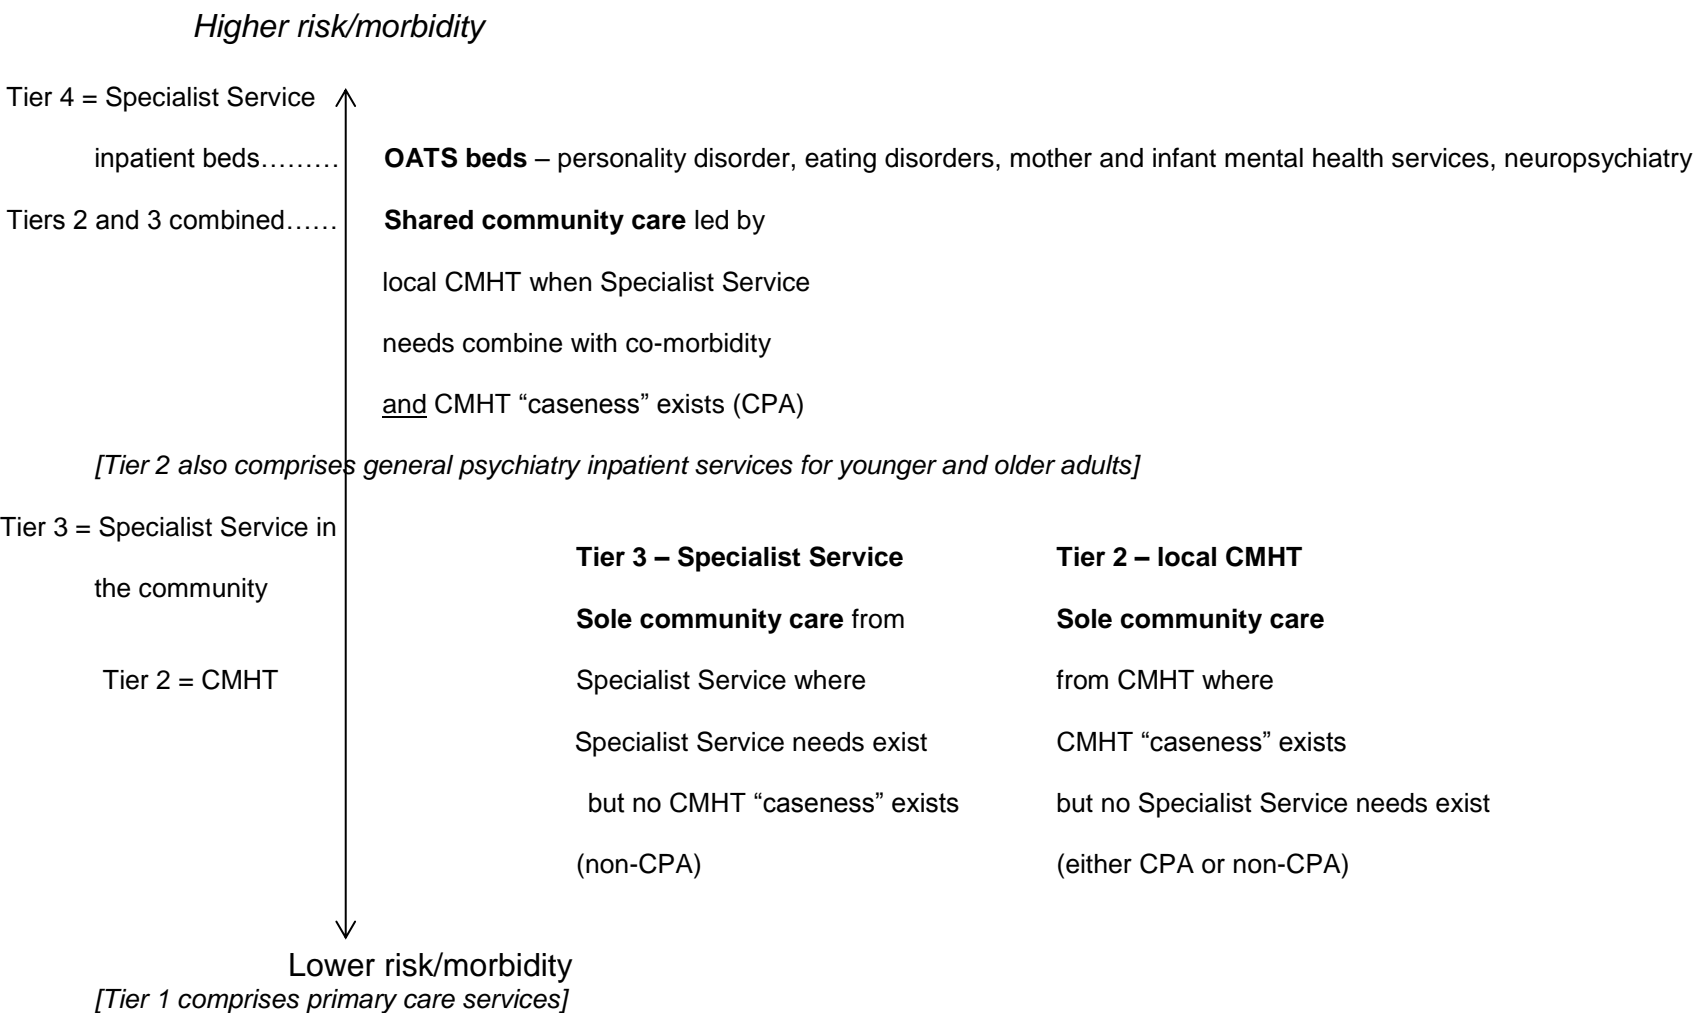 Higher risk/morbidity
Tier 4 = Specialist Service
inpatient beds……… OATS beds – personality disorder, eating disorders, mother and infant mental health services, neuropsychiatry
Tiers 2 and 3 combined…… Shared community care led by
local CMHT when Specialist Service
needs combine with co-morbidity
and CMHT “caseness” exists (CPA)
[Tier 2 also comprises general psychiatry inpatient services for younger and older adults]
Tier 3 = Specialist Service in
the community
Tier 2 = CMHT
Tier 3 – Specialist Service
Sole community care from
Specialist Service where
Specialist Service needs exist
but no CMHT “caseness” exists
(non-CPA)
Tier 2 – local CMHT
Sole community care
from CMHT where
CMHT “caseness” exists
but no Specialist Service needs exist
(either CPA or non-CPA)
Lower risk/morbidity
[Tier 1 comprises primary care services]